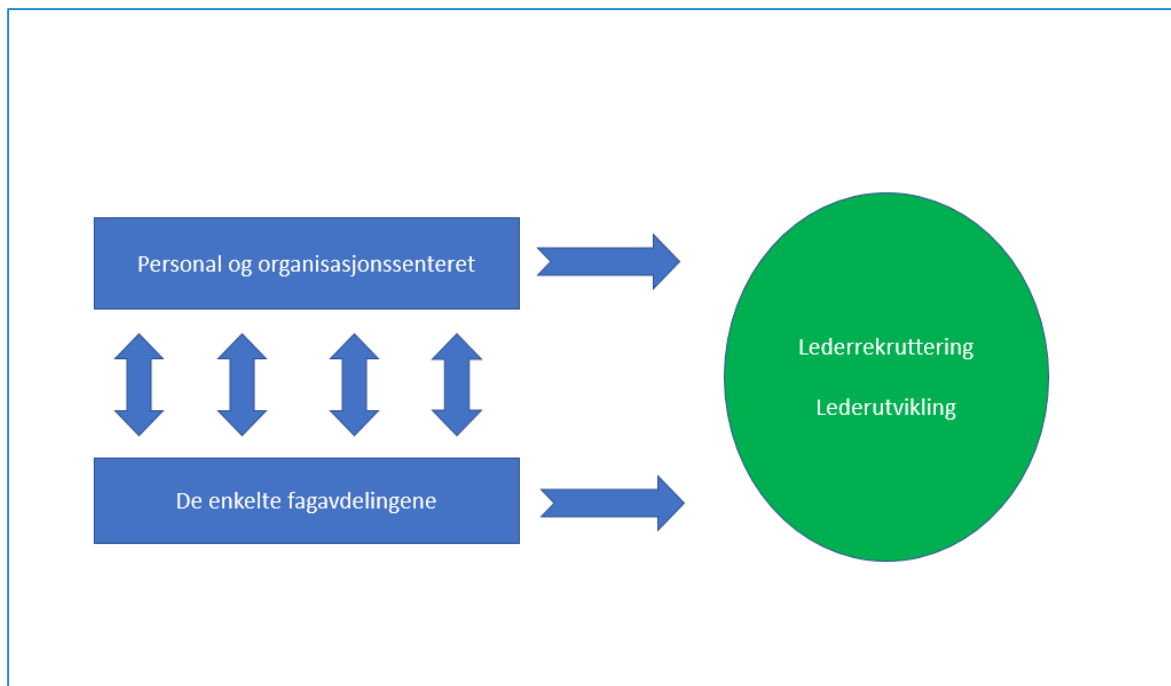 Personal og organisasjonssenteret
De enkelte fagavdelingene
Lederrekruttering
Lederutvikling